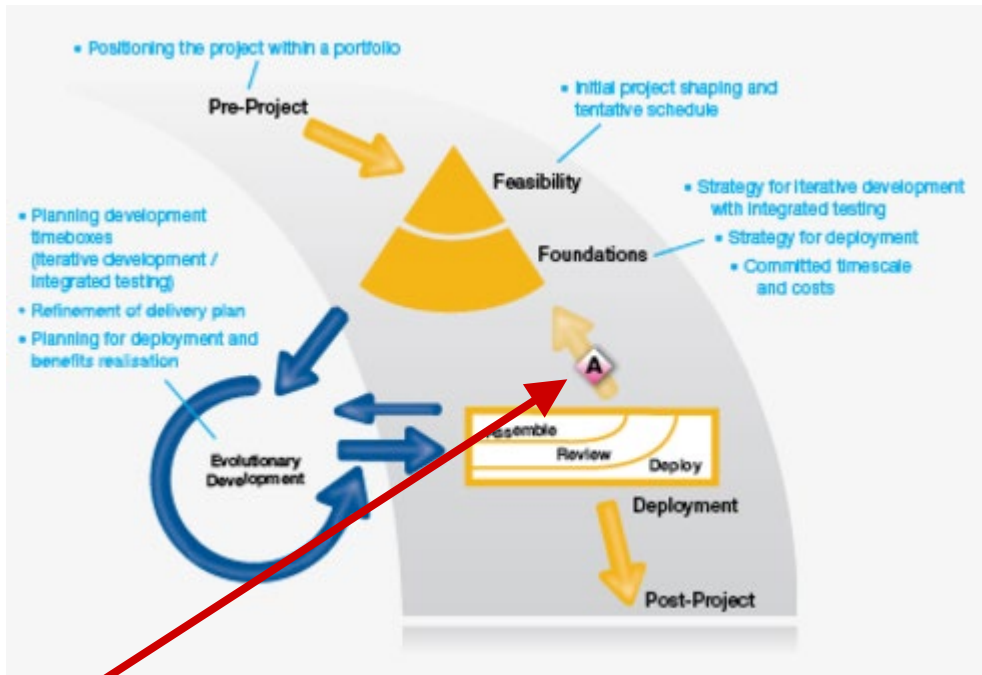 ▪ Positioning the project within a portfolio
Pre-Project
▪ Initial project shaping and
tentative schedule
Feasibility
▪ Strategy for iterative development
with integrated testing
▪ Strategy for deployment
▪ Committed timescale
and costs
Foundations
▪ Planning development
timeboxes
(iterative development /
integrated testing)
• Refinement of delivery plan
▪ Planning for deployment and
benefits realisation
A
Evolutionary
Development
Review
Deploy
Deployment
Post-Project